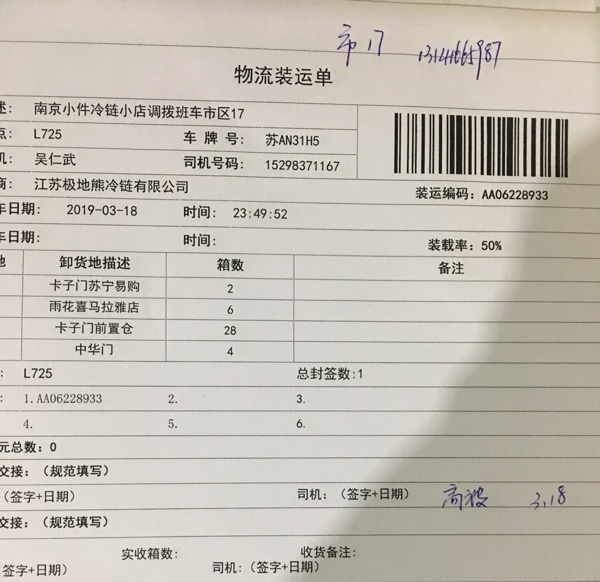 市17 13141665987
物流装运单
述: 南京小件冷链小店调拨班车市区17
点: L725 车牌号: 苏AN31H5
机: 吴仁武 司机号码: 15298371167
商: 江苏极地熊冷链有限公司 装运编码: AA06228933
车日期: 2019-03-18 时间: 23:49:52
车日期: 时间: 装载率: 50%
地 卸货地描述 箱数 备注
卡子门苏宁易购 2
雨花喜马拉雅店 6
卡子门前置仓 28
中华门 4
: L725 总封签数:1
: 1.AA06228933 2. 3.
4. 5. 6.
元总数: 0
交接: (规范填写)
(签字+日期) 司机: (签字+日期) 3.18
交接: (规范填写)
实收箱数: 收货备注:
(签字+日期) 司机: (签字+日期)